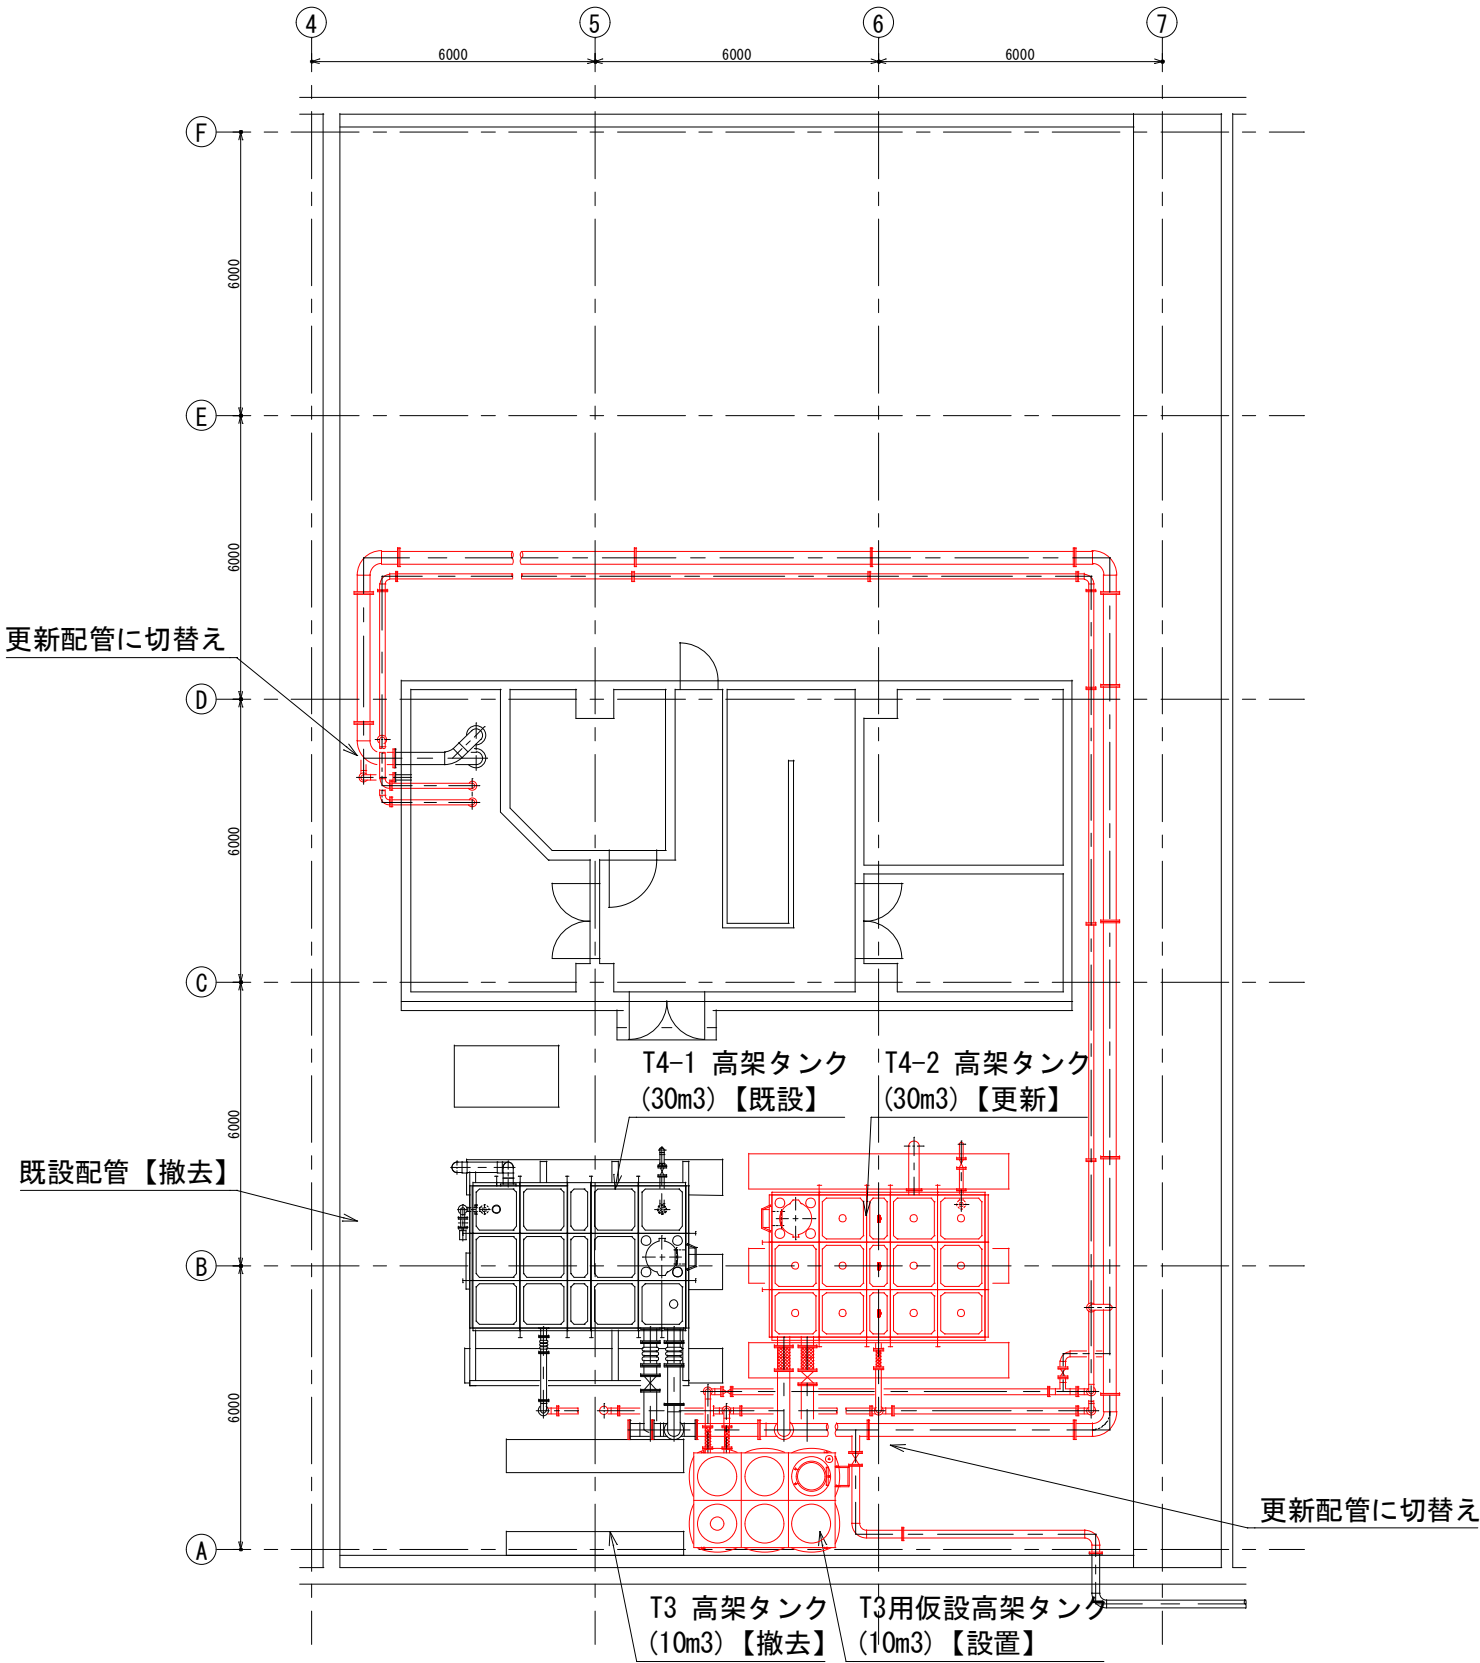 4 5 6 7
6000 6000 6000
F
6000
E
6000
更新配管に切替え
D
6000
C
T4-1 高架タンク
(30m3)【既設】
T4-2 高架タンク
(30m3)【更新】
6000
既設配管【撤去】
B
6000
更新配管に切替え
A
T3 高架タンク
(10m3)【撤去】
T3用仮設高架タンク
(10m3)【設置】